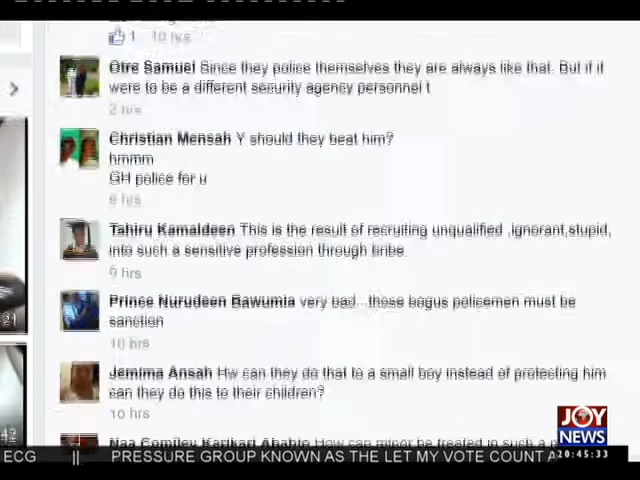 1 10 hrs
Otre Samuel Since they police themselves they are always like that. But if it
were to be a different security agency personnel t
2 hrs
Christian Mensah Y should they beat him?
hmmm
GH police for u
Tahiru Kamaldeen This is the result of recruiting unqualified ,ignorant,stupid,
into such a sensitive profession through bribe
9 hrs
Prince Nurudeen Bawumia very bad...those bogus policemen must be
sanction
10 hrs
Jemima Ansah Hw can they do that to a small boy instead of protecting him
can they do this to their children?
10 hrs
How can minor be treated in such a
JOY
NEWS
20:45:33
ECG || PRESSURE GROUP KNOWN AS THE LET MY VOTE COUNT A